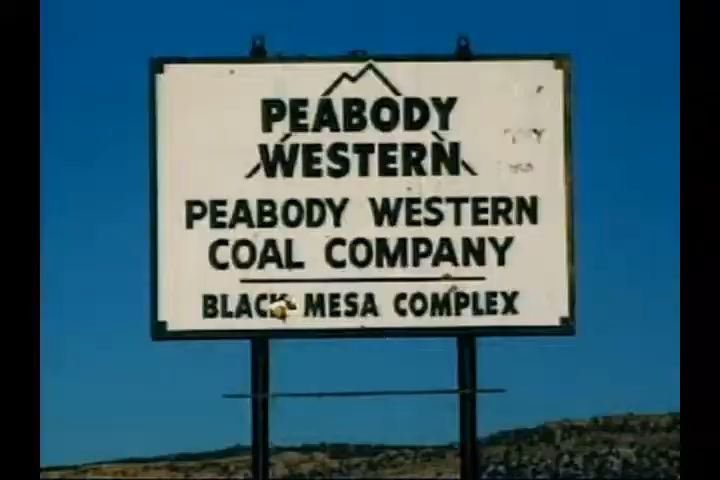 PEABODY
WESTERN
PEABODY WESTERN
COAL COMPANY
BLACK MESA COMPLEX